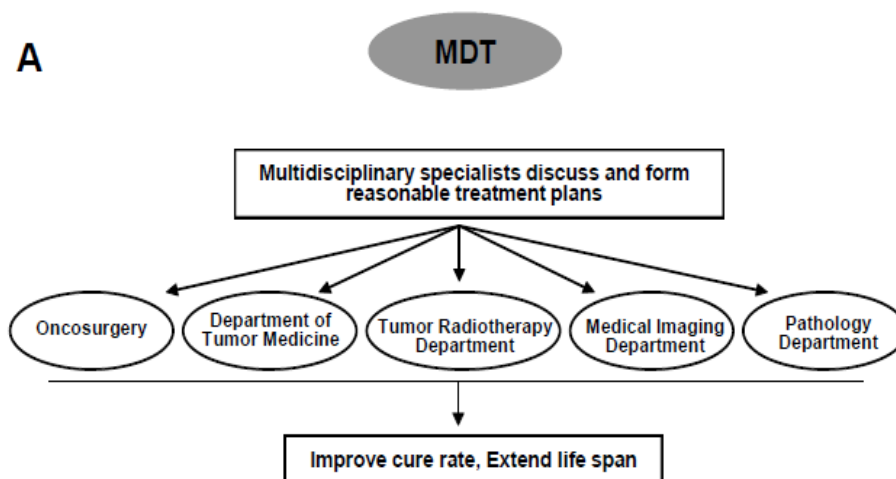 A
MDT
Multidisciplinary specialists discuss and form
reasonable treatment plans
Oncosurgery
Department of
Tumor Medicine
Tumor Radiotherapy
Department
Medical Imaging
Department
Pathology
Department
Improve cure rate, Extend life span